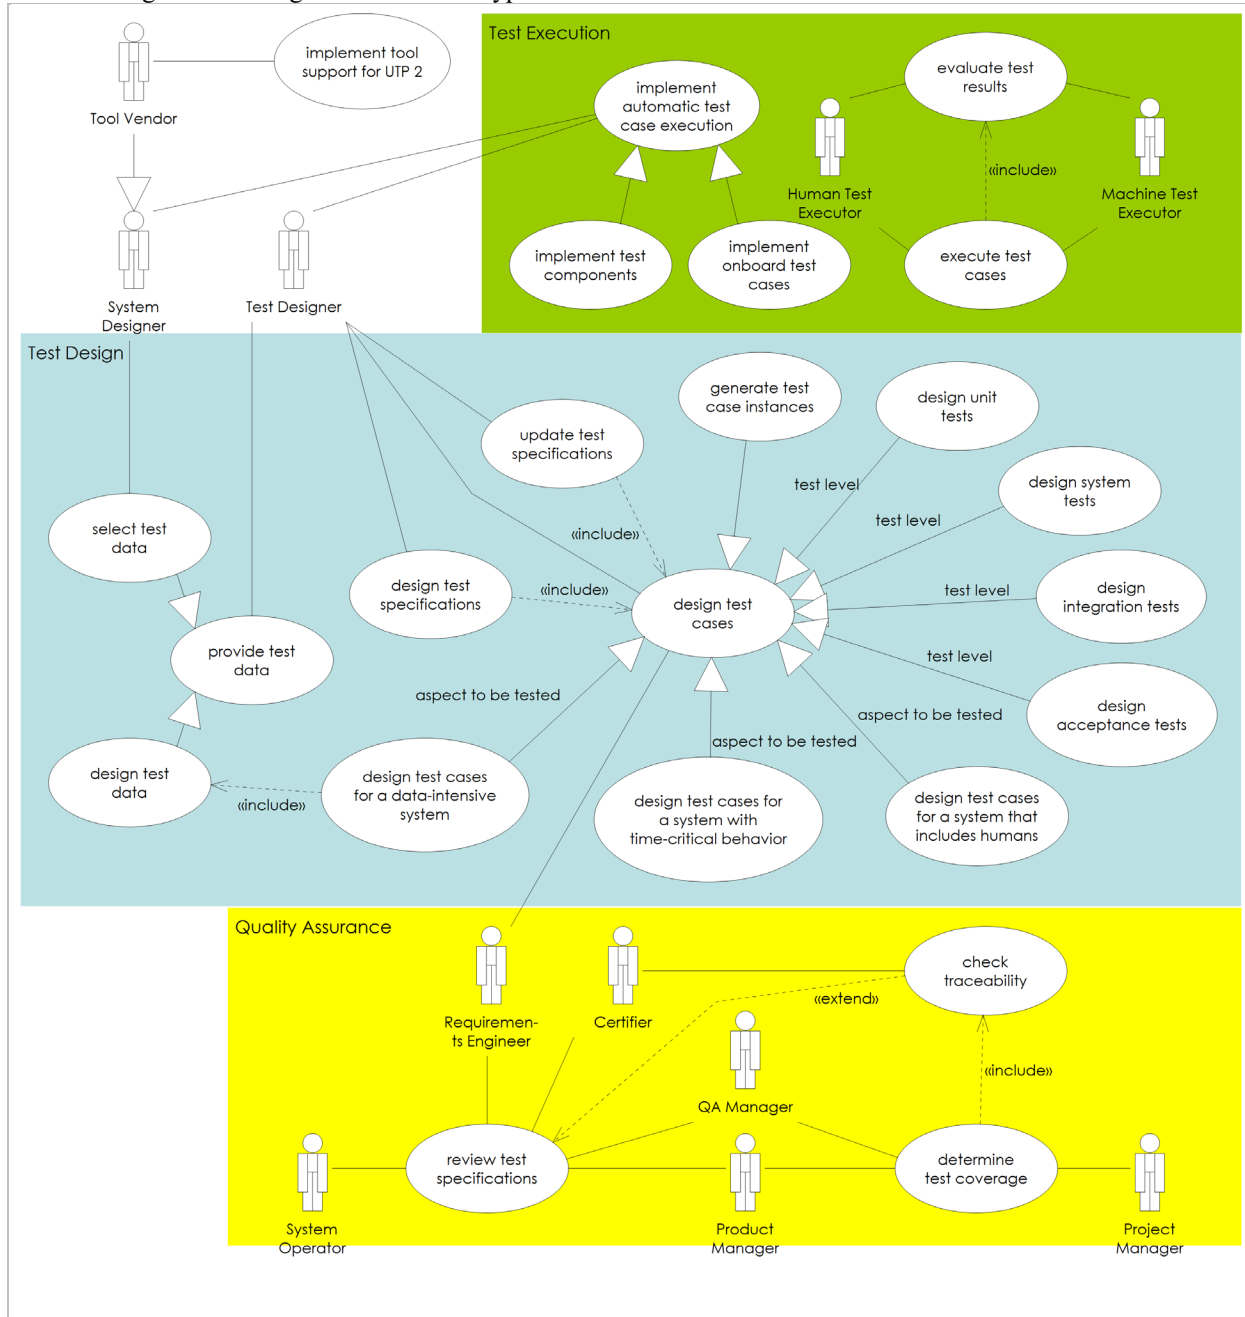 Test Execution
implement tool
support for UTP 2
implement
automatic test
case execution
evaluate test
results
Tool Vendor
«include»
Human Test
Executor
Machine Test
Executor
implement test
components
implement
onboard test
cases
execute test
cases
System
Designer
Test Designer
Test Design
generate test
case instances
design unit
tests
update test
specifications
test level
design system
tests
select test
data
«include»
test level
design test
specifications
«include»
design test
cases
test level
design
integration tests
provide test
data
test level
aspect to be tested
aspect to be tested
design
acceptance tests
aspect to be tested
design test
data
«include»
design test cases
for a data-intensive
system
design test cases for
a system with
time-critical behavior
design test cases
for a system that
includes humans
Quality Assurance
check
traceability
«extend»
Requiremen-
ts Engineer
Certifier
«include»
QA Manager
review test
specifications
determine
test coverage
System
Operator
Product
Manager
Project
Manager